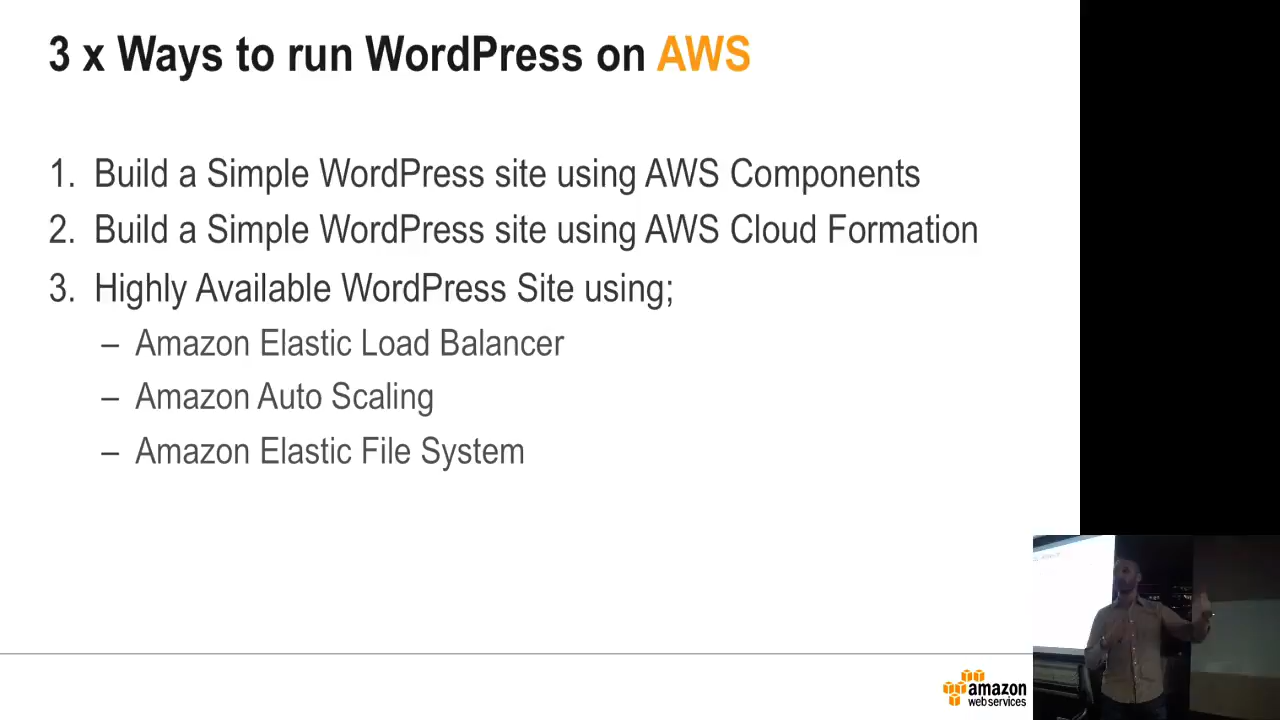 3 x Ways to run WordPress on AWS
1. Build a Simple WordPress site using AWS Components
2. Build a Simple WordPress site using AWS Cloud Formation
3. Highly Available WordPress Site using;
– Amazon Elastic Load Balancer
– Amazon Auto Scaling
– Amazon Elastic File System
amazon
web services